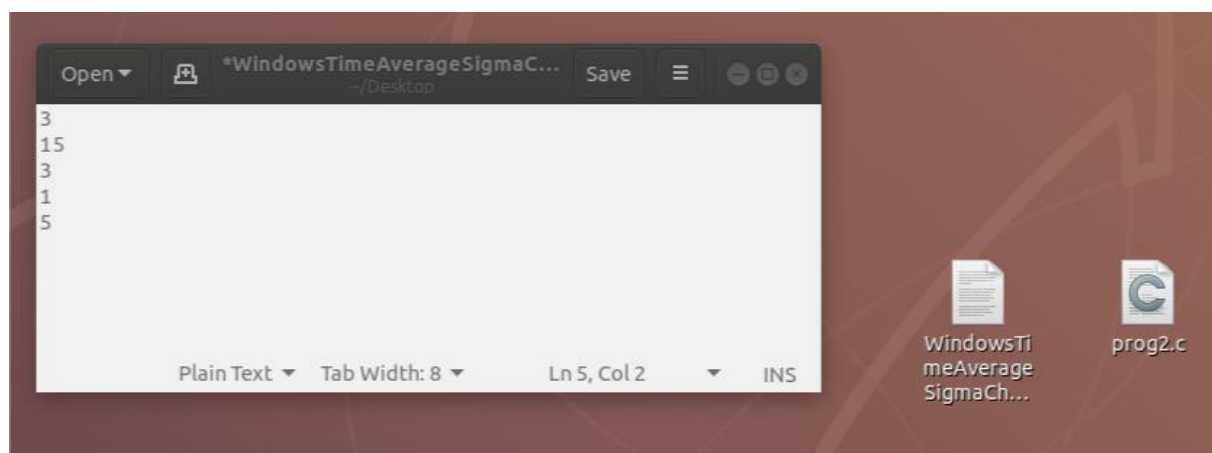 Open
*WindowsTimeAverageSigmaC...
~/Desktop
Save
3
15
3
1
5
Plain Text
Tab Width: 8
Ln 5, Col 2
INS
WindowsTi
meAverage
SigmaCh...
prog2.c